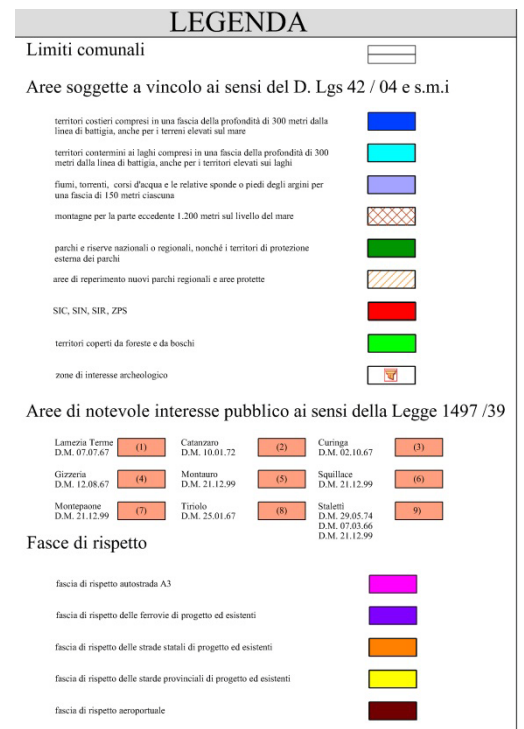 LEGENDA
Limiti comunali
Aree soggette a vincolo ai sensi del D. Lgs 42 / 04 e s.m.i
territori costieri compresi in una fascia della profondità di 300 metri dalla
linea di battigia, anche per i terreni elevati sul mare
territori contermini ai laghi compresi in una fascia della profondità di 300
metri dalla linea di battigia, anche per i territori elevati sui laghi
fiumi, torrenti, corsi d'acqua e le relative sponde o piedi degli argini per
una fascia di 150 metri ciascuna
montagne per la parte eccedente 1.200 metri sul livello del mare
parchi e riserve nazionali o regionali, nonché i territori di protezione
esterna dei parchi
aree di reperimento nuovi parchi regionali e aree protette
SIC, SIN, SIR, ZPS
territori coperti da foreste e da boschi
zone di interesse archeologico
Aree di notevole interesse pubblico ai sensi della Legge 1497 /39
Lamezia Terme
D.M. 07.07.67
(1)
Catanzaro
D.M. 10.01.72
(2)
Curinga
D.M. 02.10.67
(3)
Gizzeria
D.M. 12.08.67
(4)
Montauro
D.M. 21.12.99
(5)
Squillace
D.M. 21.12.99
(6)
Montepaone
D.M. 21.12.99
(7)
Tiriolo
D.M. 25.01.67
(8)
Staletti
D.M. 29.05.74
D.M. 07.03.66
D.M. 21.12.99
9)
Fasce di rispetto
fascia di rispetto autostrada A3
fascia di rispetto delle ferrovie di progetto ed esistenti
fascia di rispetto delle strade statali di progetto ed esistenti
fascia di rispetto delle starde provinciali di progetto ed esistenti
fascia di rispetto aeroportuale